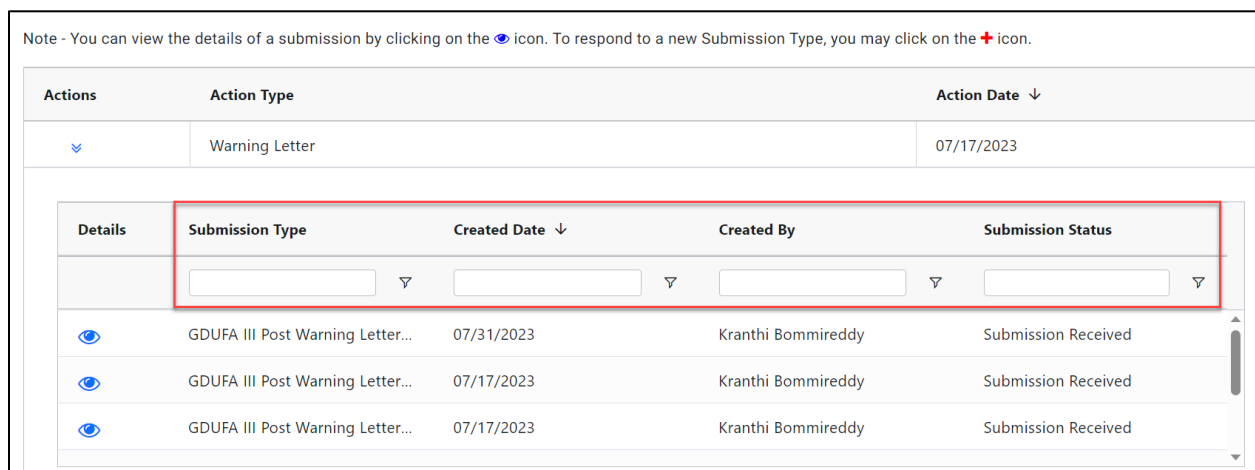 Note - You can view the details of a submission by clicking on the icon. To respond to a new Submission Type, you may click on the icon.
Actions Action Type Action Date
Warning Letter 07/17/2023
Details Submission Type Created Date Created By Submission Status
GDUFA III Post Warning Letter... 07/31/2023 Kranthi Bommireddy Submission Received
GDUFA III Post Warning Letter... 07/17/2023 Kranthi Bommireddy Submission Received
GDUFA III Post Warning Letter... 07/17/2023 Kranthi Bommireddy Submission Received